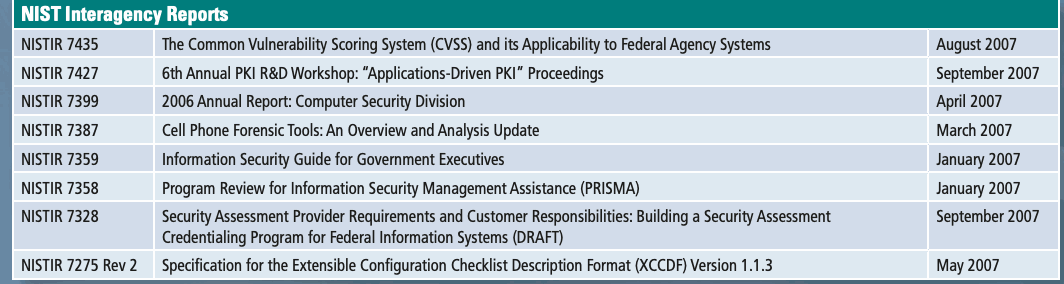 NIST Interagency Reports
NISTIR 7435 The Common Vulnerability Scoring System (CVSS) and its Applicability to Federal Agency Systems August 2007
NISTIR 7427 6th Annual PKI R&D Workshop: “Applications-Driven PKI” Proceedings September 2007
NISTIR 7399 2006 Annual Report: Computer Security Division April 2007
NISTIR 7387 Cell Phone Forensic Tools: An Overview and Analysis Update March 2007
NISTIR 7359 Information Security Guide for Government Executives January 2007
NISTIR 7358 Program Review for Information Security Management Assistance (PRISMA) January 2007
NISTIR 7328 Security Assessment Provider Requirements and Customer Responsibilities: Building a Security Assessment September 2007
Credentialing Program for Federal Information Systems (DRAFT)
NISTIR 7275 Rev 2 Specification for the Extensible Configuration Checklist Description Format (XCCDF) Version 1.1.3 May 2007